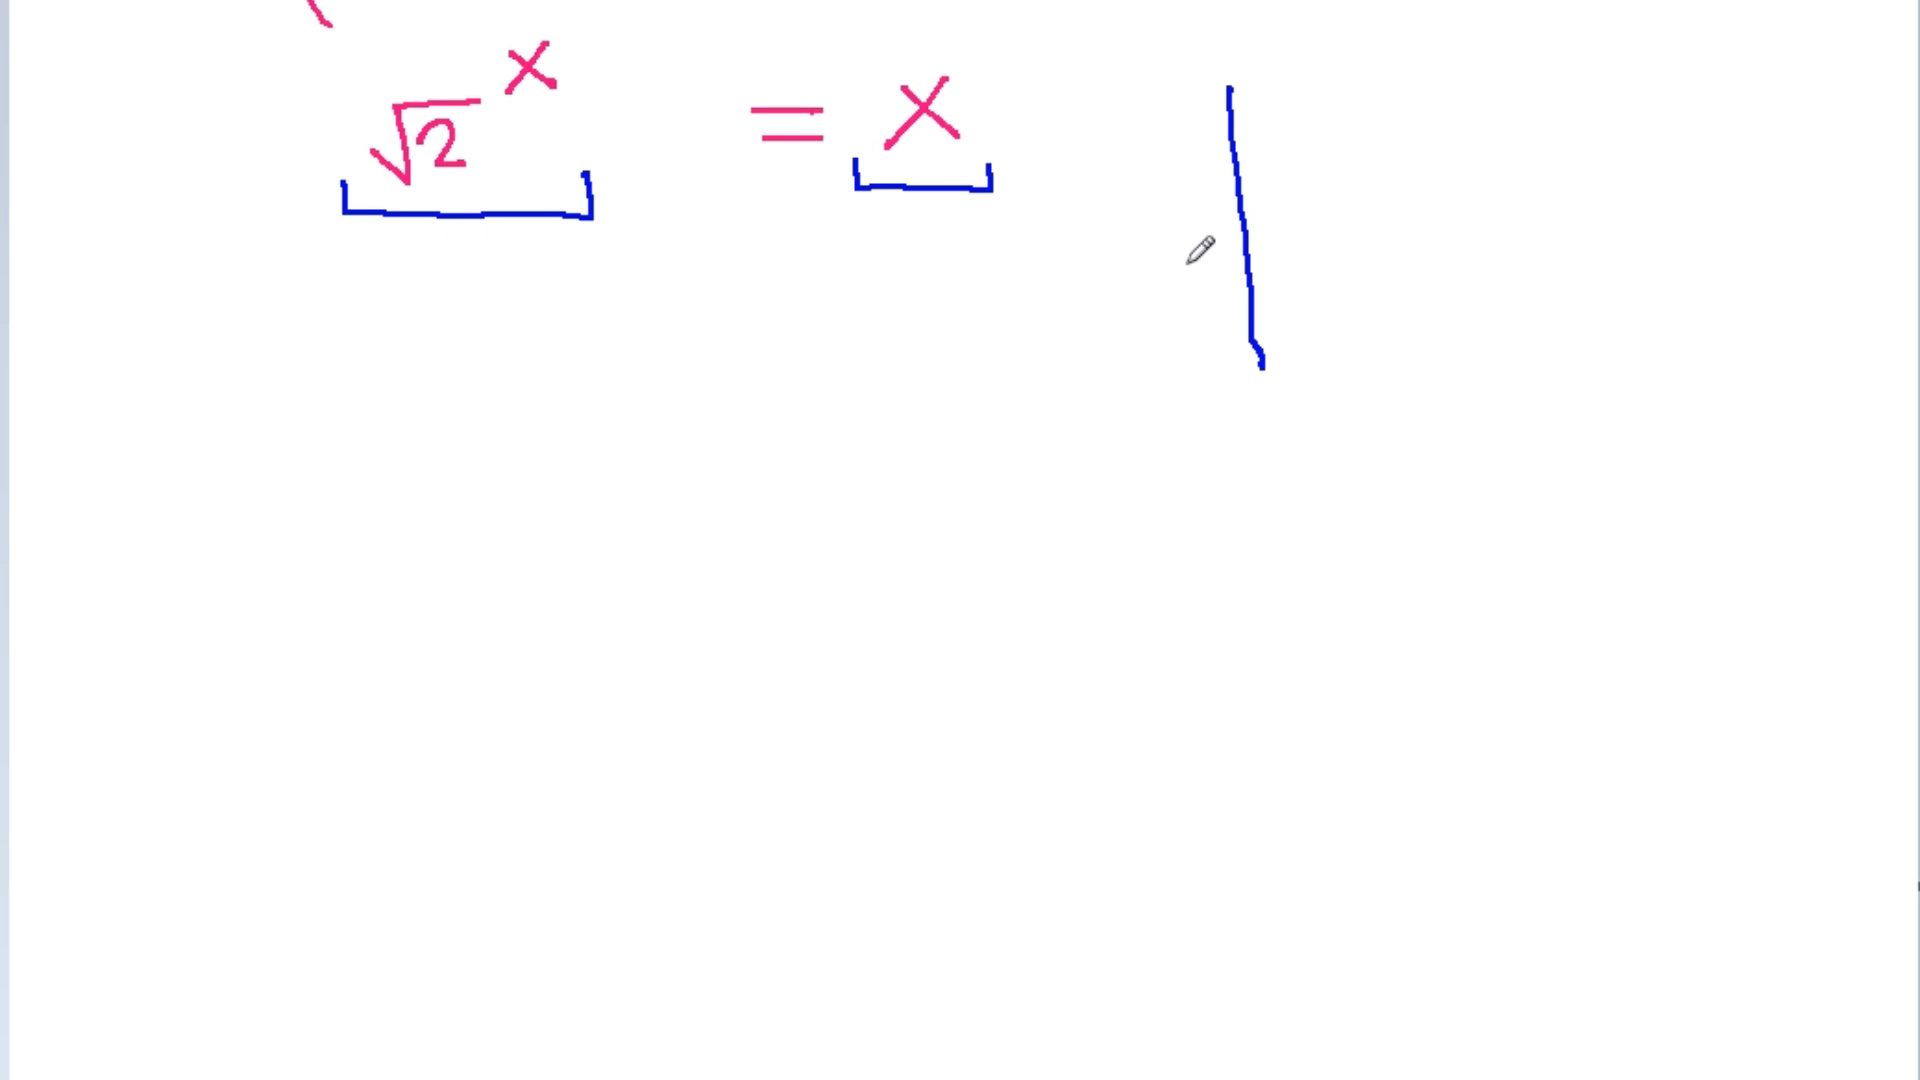 √2^x = x